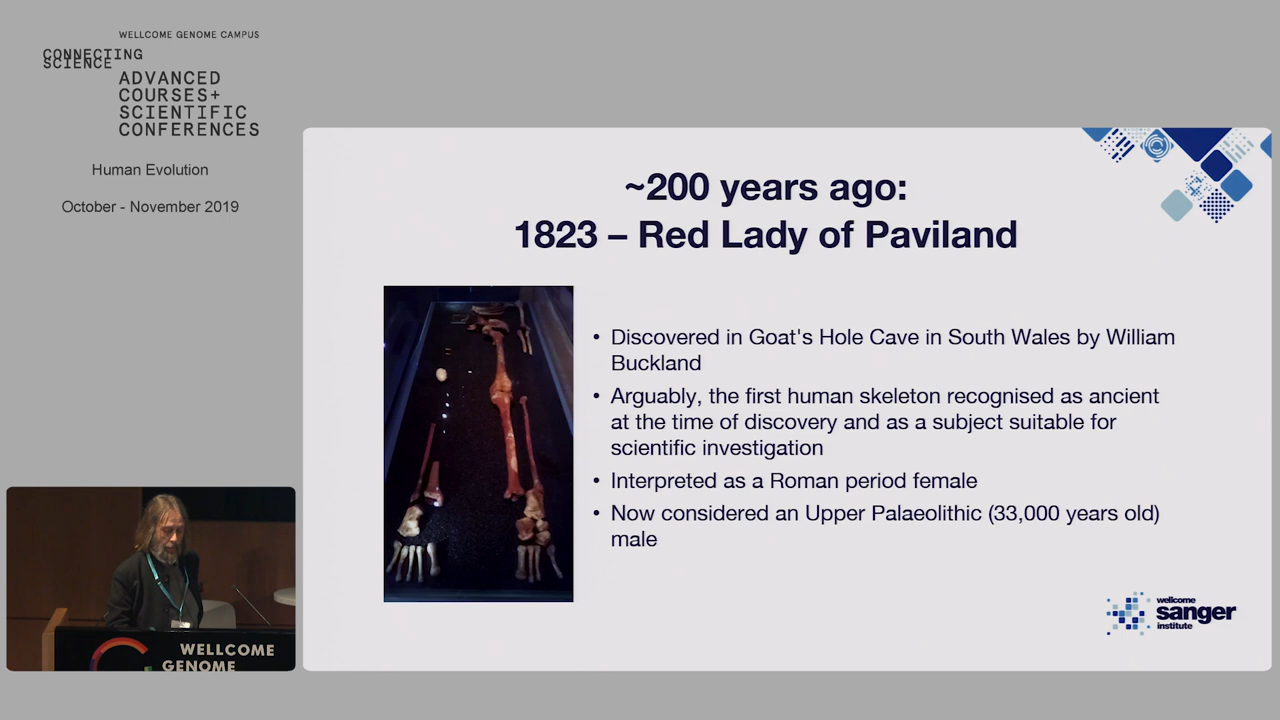 WELLCOME GENOME CAMPUS
CONNECTING
SCIENCE
ADVANCED
COURSES+
SCIENTIFIC
CONFERENCES
Human Evolution
October - November 2019
~200 years ago:
1823 – Red Lady of Paviland
• Discovered in Goat's Hole Cave in South Wales by William
Buckland
• Arguably, the first human skeleton recognised as ancient
at the time of discovery and as a subject suitable for
scientific investigation
• Interpreted as a Roman period female
• Now considered an Upper Palaeolithic (33,000 years old)
male
wellcome
sanger
institute
WELLCOME
GENOME